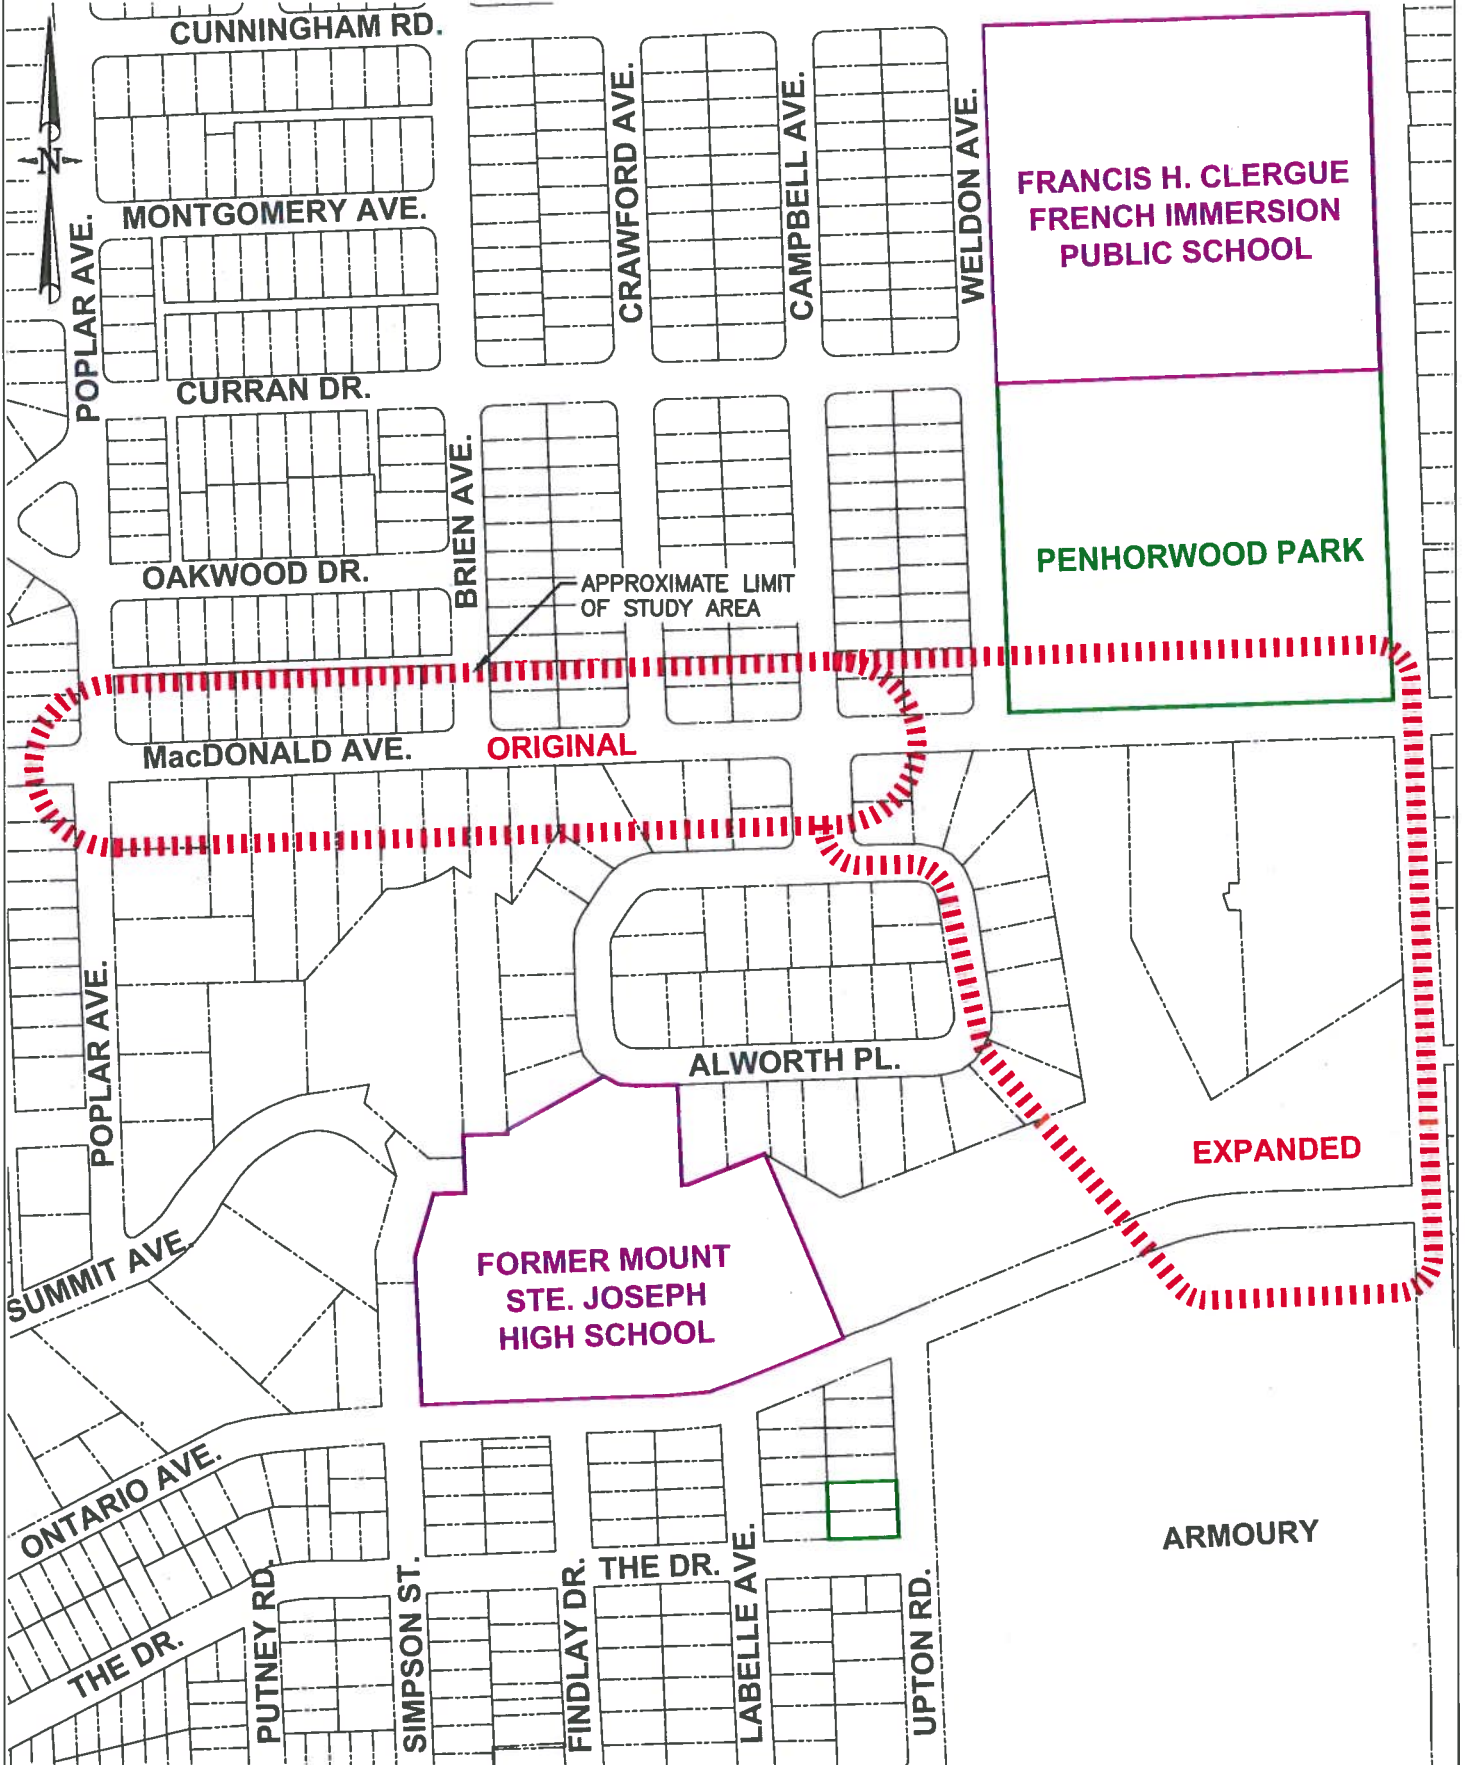 CUNNINGHAM RD.
N
MONTGOMERY AVE.
POPLAR AVE.
CRAWFORD AVE.
CAMPBELL AVE.
WELDON AVE.
FRANCIS H. CLERGUE
FRENCH IMMERSION
PUBLIC SCHOOL
CURRAN DR.
BRIEN AVE.
OAKWOOD DR.
APPROXIMATE LIMIT
OF STUDY AREA
PENHORWOOD PARK
MacDONALD AVE.
ORIGINAL
POPLAR AVE.
ALWORTH PL.
EXPANDED
SUMMIT AVE.
FORMER MOUNT
STE. JOSEPH
HIGH SCHOOL
ONTARIO AVE.
ARMOURY
THE DR.
THE DR.
PUTNEY RD.
SIMPSON ST.
FINDLAY DR.
LABELLE AVE.
UPTON RD.